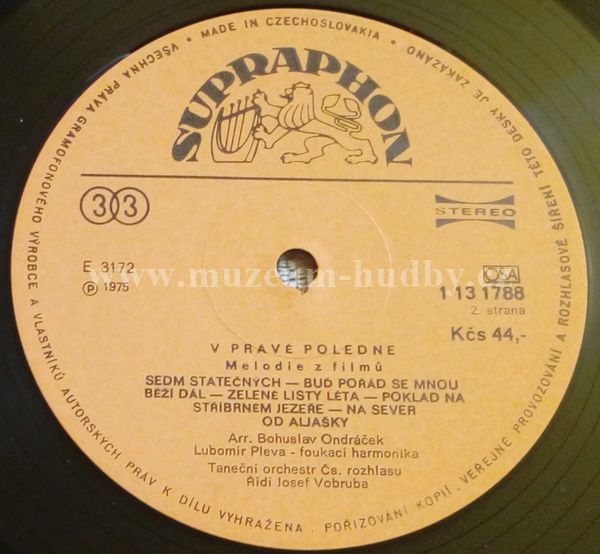 VŠECHNA PRÁVA GRAMOFONOVÉHO VÝROBCE A VLASTNÍKŮ AUTORSKÝCH PRÁV K DÍLU VYHRAŽENA . POŘIZOVÁNÍ KOPIÍ, VEŘEJNÉ PROVOZOVÁNÍ A ROZHLASOVÉ ŠÍŘENÍ TÉTO DESKY JE ZAKÁZÁNO • MADE IN CZECHOSLOVAKIA •
SUPRAPHON
33
STEREO
E 3172
Ⓟ 1975
www.muzeum-hudby.cz
OSA
1 13 1788
2. strana
Kčs 44,-
V PRAVÉ POLEDNE
Melodie z filmů
SEDM STATEČNÝCH — BUĎ POŘÁD SE MNOU
BĚŽÍ DÁL — ZELENÉ LISTY LÉTA — POKLAD NA
STŘÍBRNÉM JEZEŘE — NA SEVER
OD ALJAŠKY
Arr. Bohuslav Ondráček
Lubomír Pleva - foukací harmonika
Taneční orchestr Čs. rozhlasu
Řídí Josef Vobruba